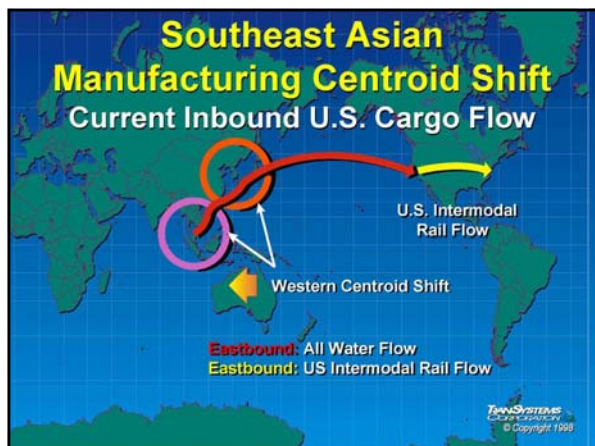 Southeast Asian
Manufacturing Centroid Shift
Current Inbound U.S. Cargo Flow
U.S. Intermodal
Rail Flow
Western Centroid Shift
Eastbound: All Water Flow
Eastbound: US Intermodal Rail Flow
TRANSYSTEMS
CORPORATION
© Copyright 1998